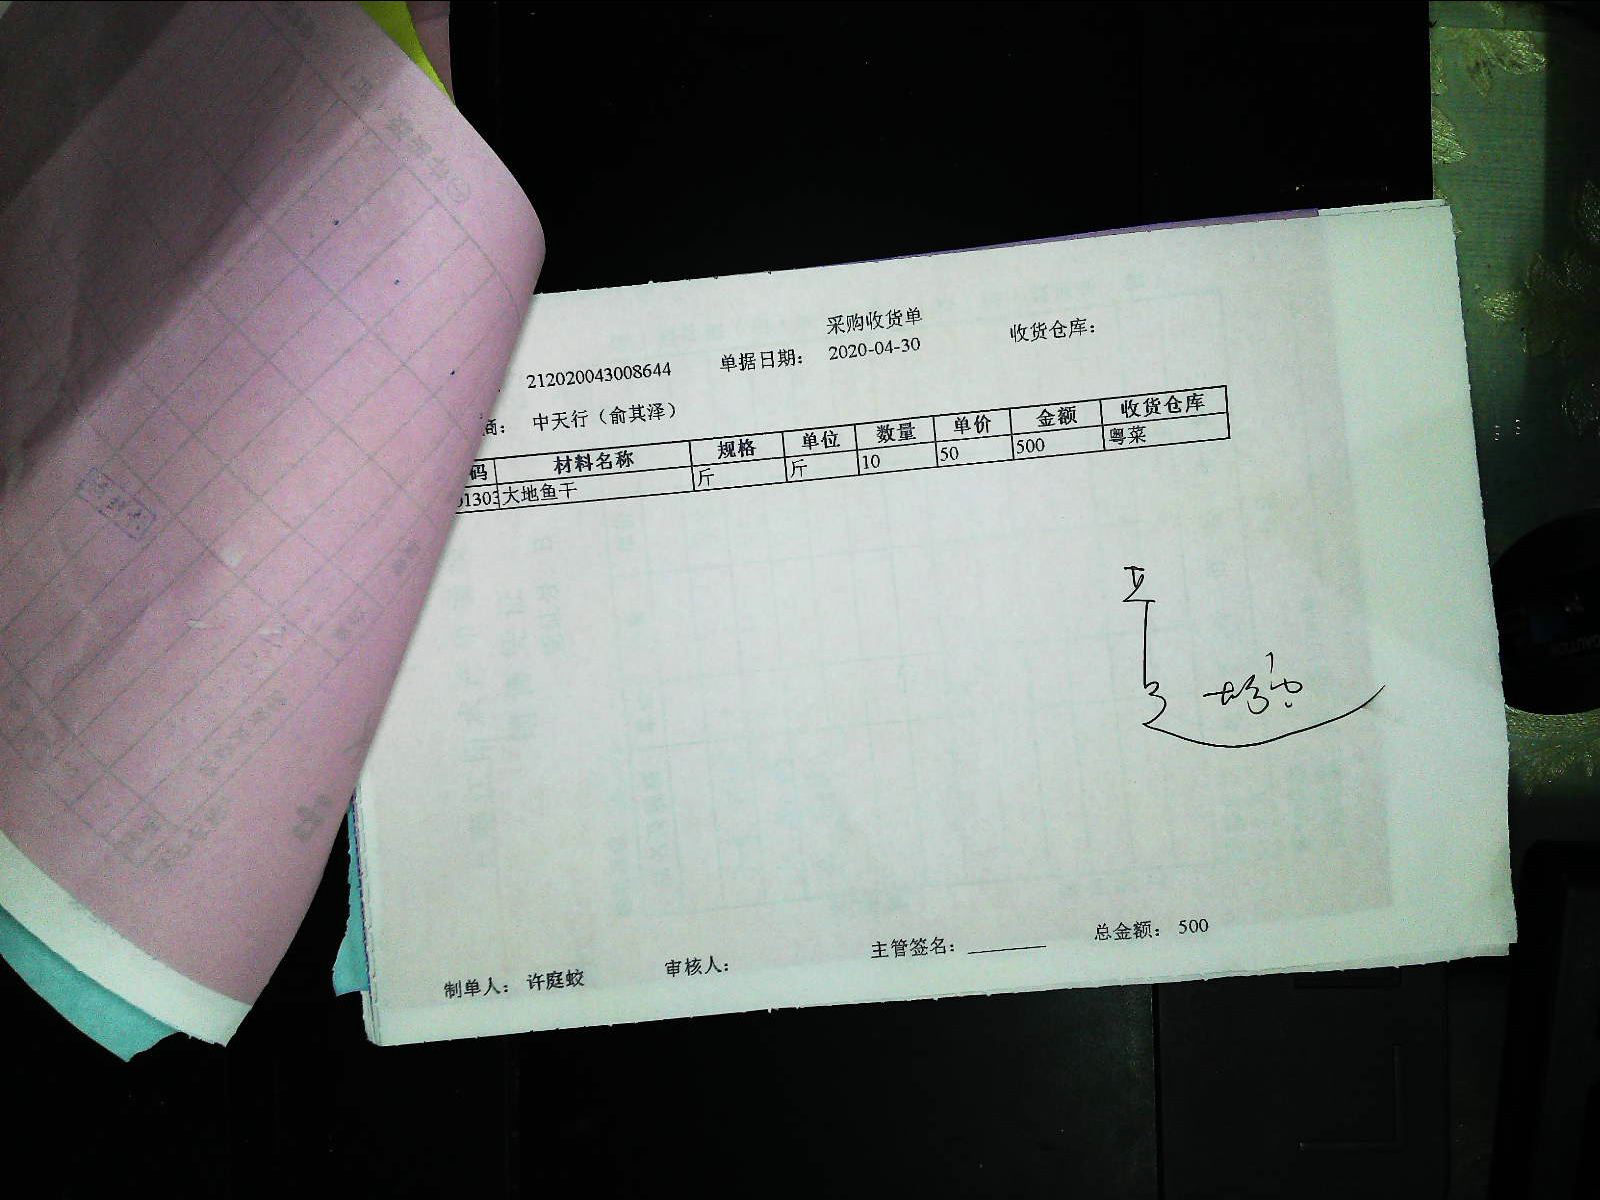 采购收货单
212020043008644 单据日期： 2020-04-30 收货仓库：
商： 中天行（俞其泽）
码 材料名称 规格 单位 数量 单价 金额 收货仓库
1303 大地鱼干 斤 斤 10 50 500 粤菜
制单人： 许庭蛟 审核人： 主管签名： 总金额： 500